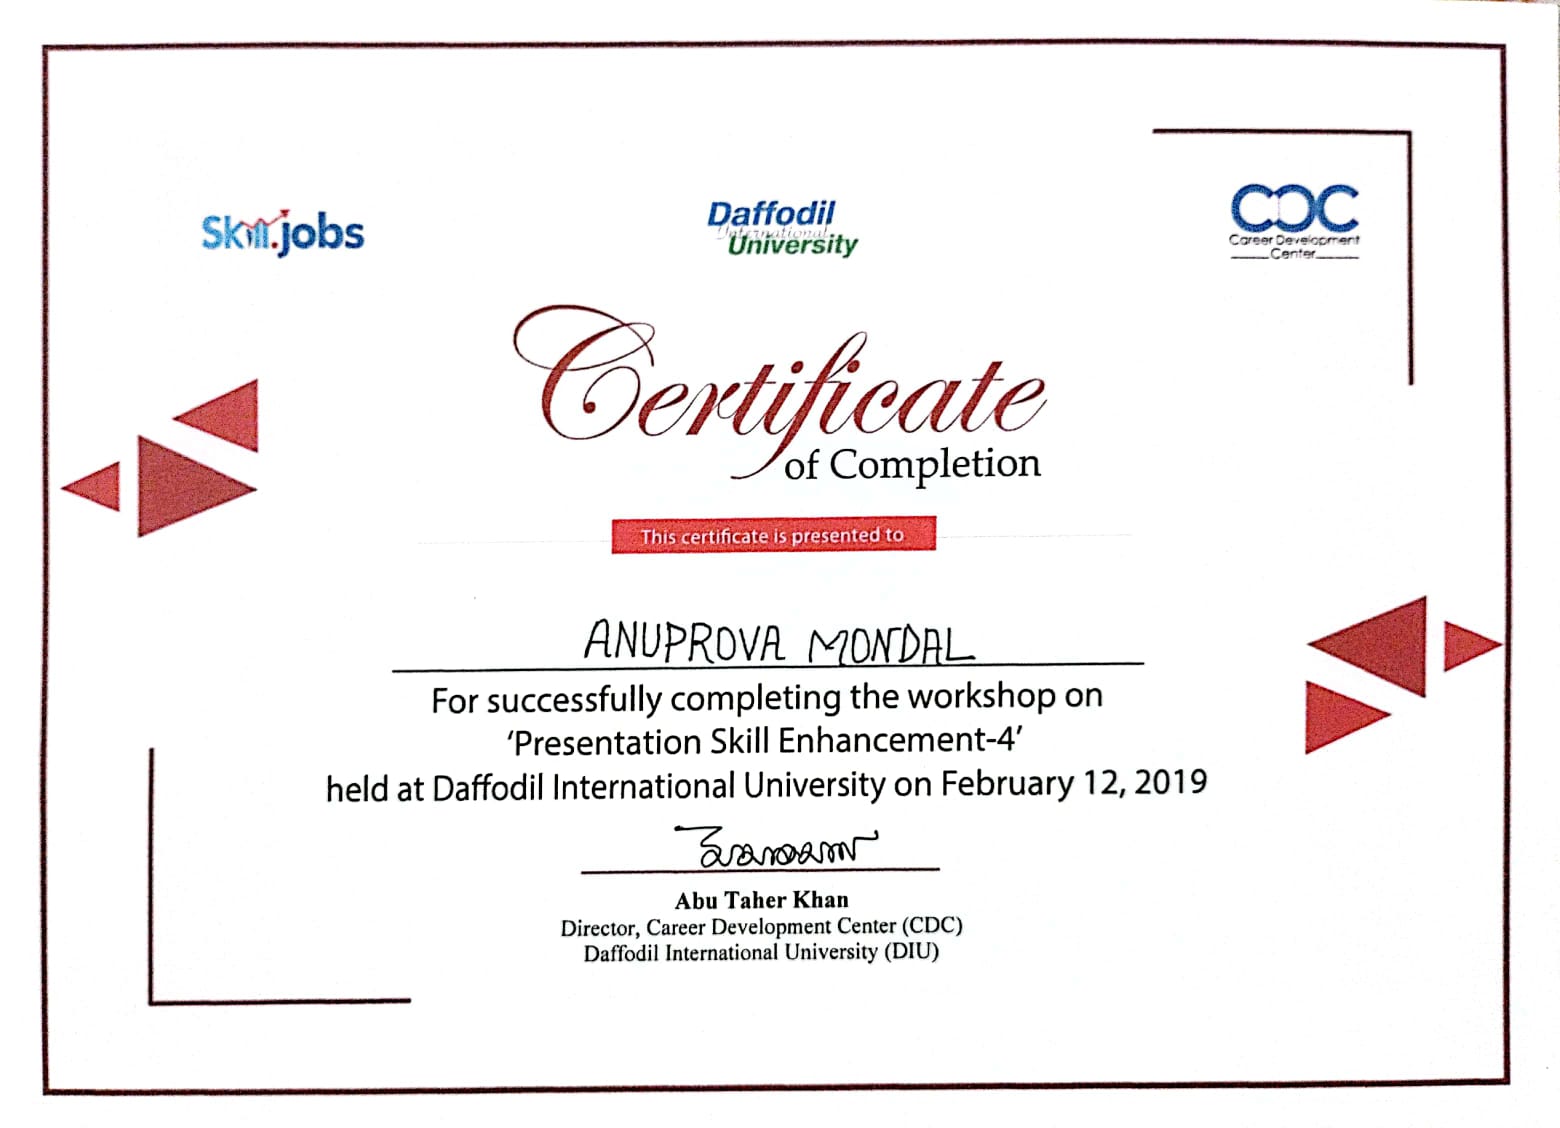 Skill.jobs
Daffodil
International
University
CDC
Career Development
Center
Certificate
of Completion
This certificate is presented to
ANUPROVA MONDAL
For successfully completing the workshop on
‘Presentation Skill Enhancement-4’
held at Daffodil International University on February 12, 2019
Abu Taher Khan
Director, Career Development Center (CDC)
Daffodil International University (DIU)